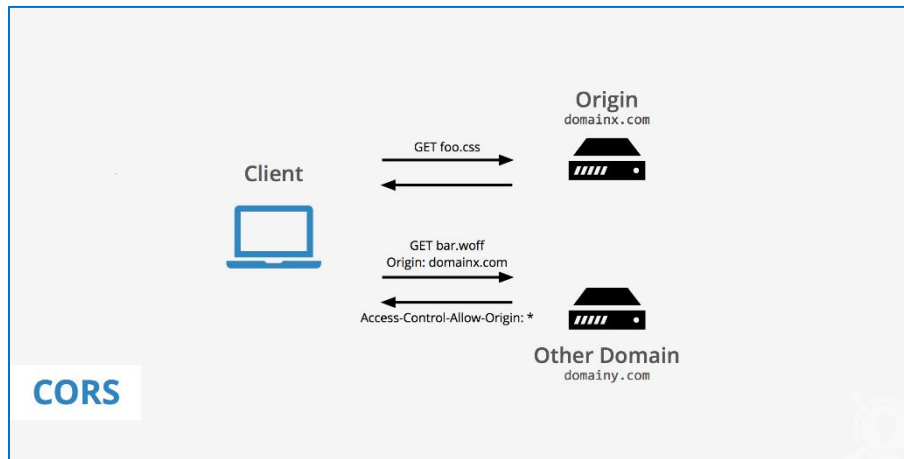 Origin
domainx.com
GET foo.css
Client
GET bar.woff
Origin: domainx.com
Access-Control-Allow-Origin: *
Other Domain
domainy.com
CORS